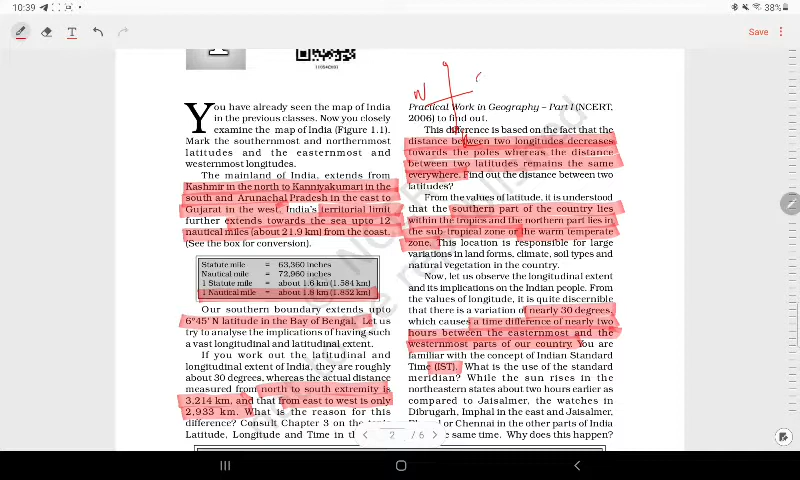 10:39
38%
T
Save
You have already seen the map of India
in the previous classes. Now you closely
examine the map of India (Figure 1.1).
Mark the southernmost and northernmost
latitudes and the easternmost and
westernmost longitudes.
The mainland of India, extends from
Kashmir in the north to Kanniyakumari in the
south and Arunachal Pradesh in the east to
Gujarat in the west. India's territorial limit
further extends towards the sea upto 12
nautical miles (about 21.9 km) from the coast.
(See the box for conversion).
Statute mile = 63,360 inches
Nautical mile = 72,960 inches
1 Statute mile = about 1.6 km (1.584 km)
1 Nautical mile = about 1.8 km (1.852 km)
Our southern boundary extends upto
6°45' N latitude in the Bay of Bengal. Let us
try to analyse the implications of having such
a vast longitudinal and latitudinal extent.
If you work out the latitudinal and
longitudinal extent of India, they are roughly
about 30 degrees, whereas the actual distance
measured from north to south extremity is
3,214 km, and that from east to west is only
2,933 km. What is the reason for this
difference? Consult Chapter 3 on the topic
Latitude, Longitude and Time in th
N
Practical Work in Geography – Part I (NCERT,
2006) to find out.
This difference is based on the fact that the
distance between two longitudes decreases
towards the poles whereas the distance
between two latitudes remains the same
everywhere. Find out the distance between two
latitudes?
From the values of latitude, it is understood
that the southern part of the country lies
within the tropics and the northern part lies in
the sub-tropical zone or the warm temperate
zone. This location is responsible for large
variations in land forms, climate, soil types and
natural vegetation in the country.
Now, let us observe the longitudinal extent
and its implications on the Indian people. From
the values of longitude, it is quite discernible
that there is a variation of nearly 30 degrees,
which causes a time difference of nearly two
hours between the easternmost and the
westernmost parts of our country. You are
familiar with the concept of Indian Standard
Time (IST). What is the use of the standard
meridian? While the sun rises in the
northeastern states about two hours earlier as
compared to Jaisalmer, the watches in
Dibrugarh, Imphal in the east and Jaisalmer,
or Chennai in the other parts of India
same time. Why does this happen?
2 / 6